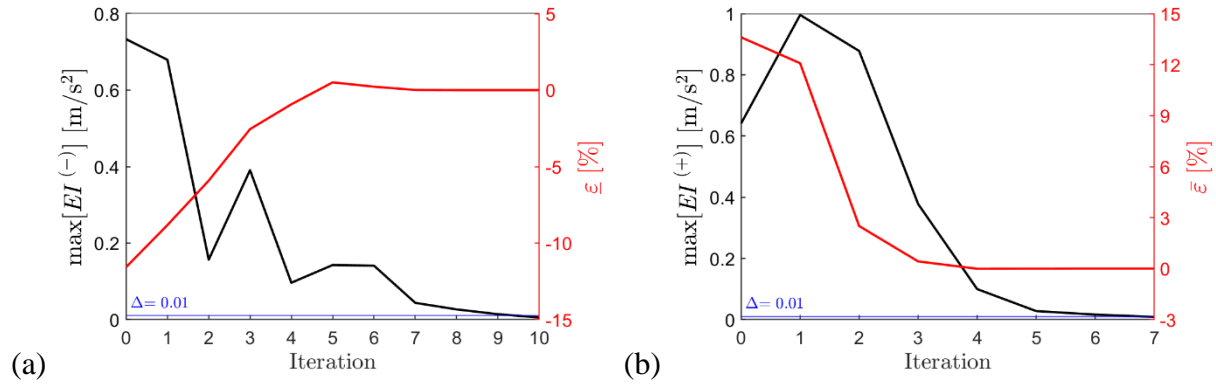 0.8
0.6
0.4
0.2
0
max[EI (−)] [m/s²]
Δ= 0.01
5
0
-5
-10
-15
ε [%]
0 1 2 3 4 5 6 7 8 9 10
Iteration
(a)
1
0.8
0.6
0.4
0.2
0
max[EI (+)] [m/s²]
Δ= 0.01
15
12
9
6
3
0
-3
ε̄ [%]
0 1 2 3 4 5 6 7
Iteration
(b)